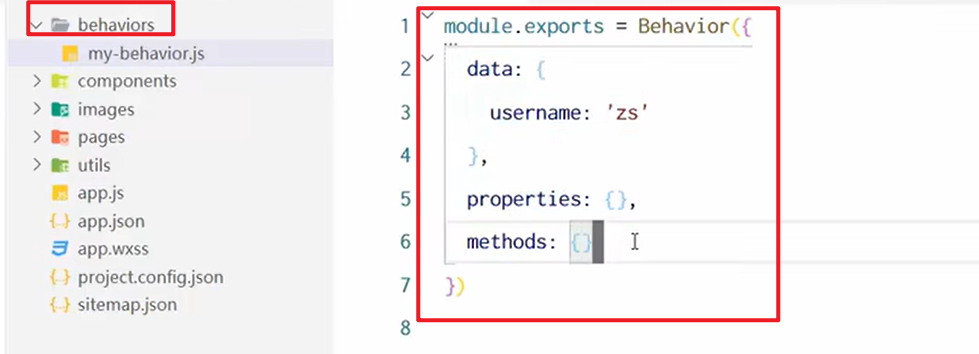 behaviors
my-behavior.js
components
images
pages
utils
app.js
app.json
app.wxss
project.config.json
sitemap.json
1 module.exports = Behavior({
2 data: {
3 username: 'zs'
4 },
5 properties: {},
6 methods: {}
7 })
8